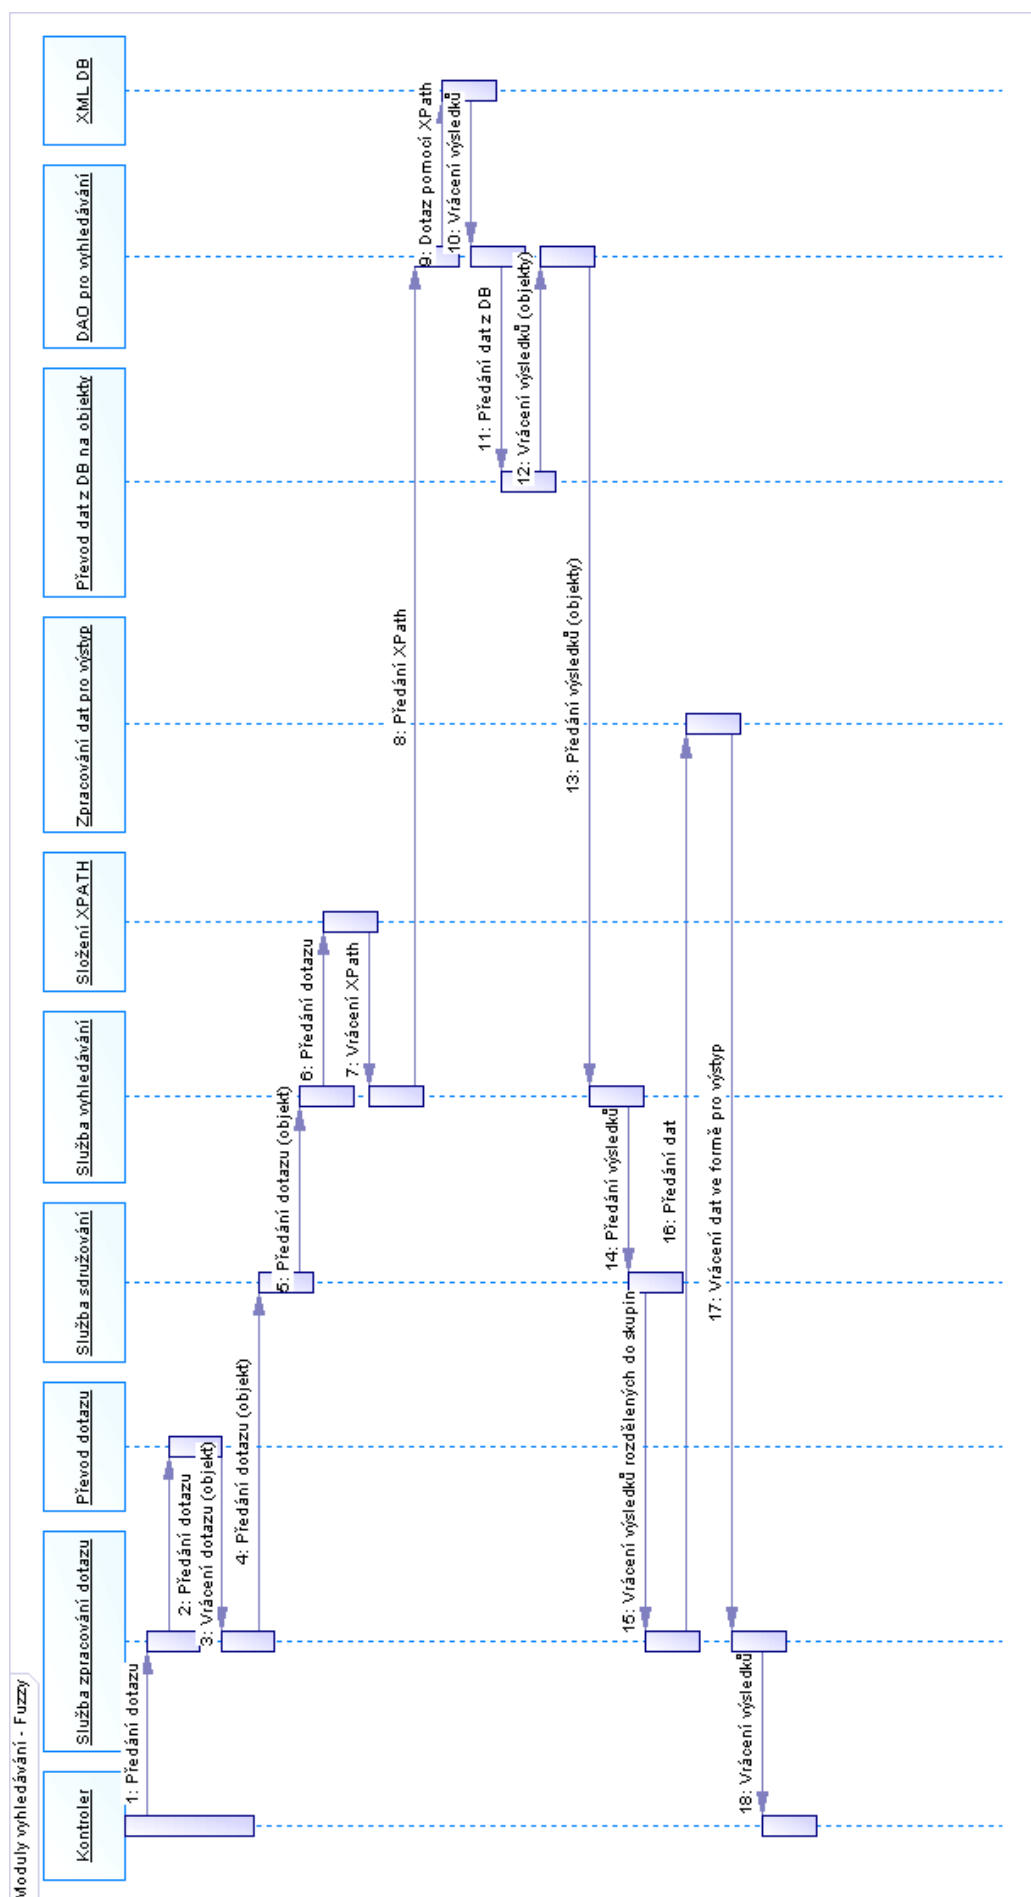 Moduly vyhledávání - Fuzzy
Kontroler
Služba zpracování dotazu
Převod dotazu
Služba sdružování
Služba vyhledávání
Složení XPATH
Zpracování dat pro výstyp
Převod dat z DB na objekty
DAO pro vyhledávání
XML DB
1: Předání dotazu
2: Předání dotazu
3: Vrácení dotazu (objekt)
4: Předání dotazu (objekt)
5: Předání dotazu (objekt)
6: Předání dotazu
7: Vrácení XPath
8: Předání XPath
9: Dotaz pomocí XPath
10: Vrácení výsledků
11: Předání dat z DB
12: Vrácení výsledků (objekty)
13: Předání výsledků (objekty)
14: Předání výsledků
15: Vrácení výsledků rozdělených do skupin
16: Předání dat
17: Vrácení dat ve formě pro výstyp
18: Vrácení výsledků